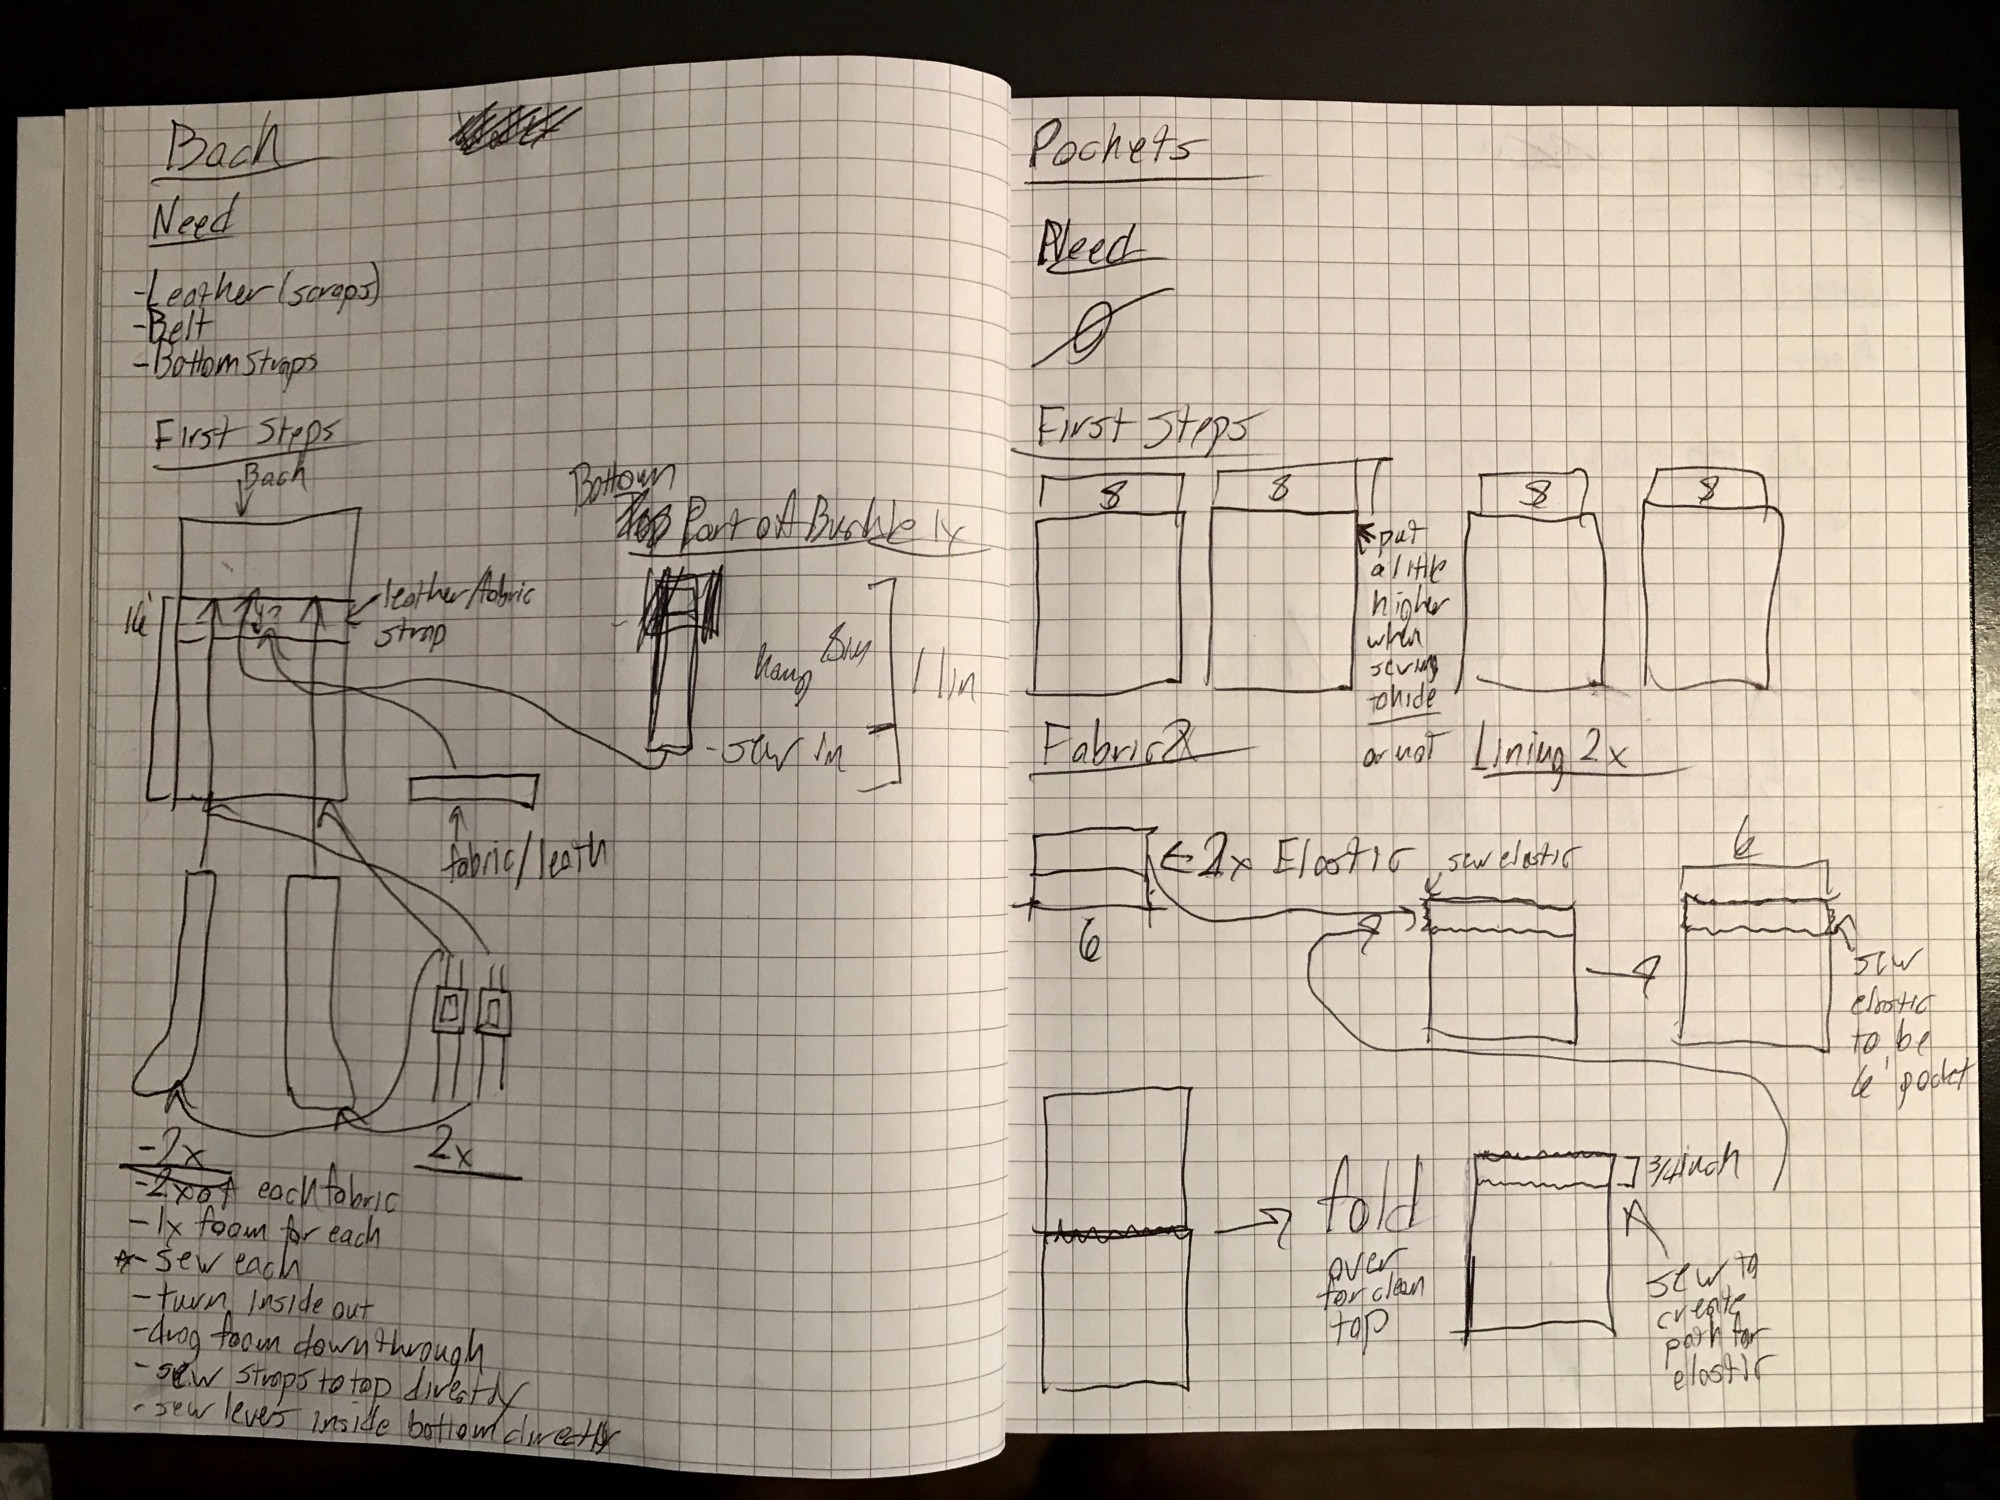 Back
Need
-Leather (scraps)
-Belt
-Bottom straps
First Steps
Back
16"
leather/fabric
strap
Bottom
Part of Buckle 1x
hang
8in
11in
-sew in
fabric/leath
-2x
2x
-2x of each fabric
-1x foam for each
-sew each
-turn inside out
-drag foam down through
-sew straps to top directly
-sew levers inside bottom directly
Pockets
Need
Ø
First Steps
8
8
8
8
put
a little
higher
when
sewing
to hide
or not
Fabric 2x
Lining 2x
2x Elastic
6
sew elastic
6
sew
elastic
to be
6" pocket
fold
over
for clean
top
3/4 inch
sew to
create
path for
elastic